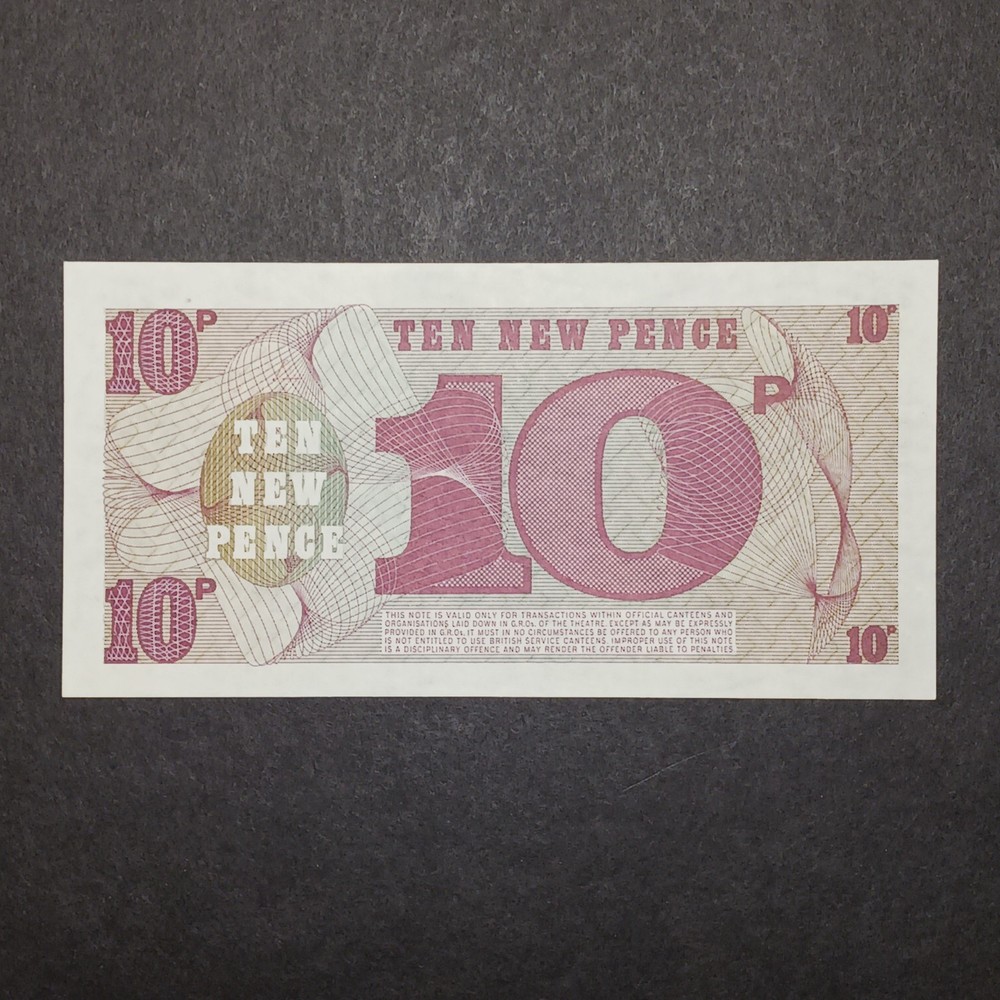 10P
TEN NEW PENCE
10P
TEN
NEW
PENCE
10P
10P
THIS NOTE IS VALID ONLY FOR TRANSACTIONS WITHIN OFFICIAL CANTEENS AND
ORGANISATIONS LAID DOWN IN G.R.Os. OF THE THEATRE. EXCEPT AS MAY BE EXPRESSLY
PROVIDED IN G.R.Os. IT MUST IN NO CIRCUMSTANCES BE OFFERED TO ANY PERSON WHO
IS NOT ENTITLED TO USE BRITISH SERVICE CANTEENS. IMPROPER USE OF THIS NOTE
IS A DISCIPLINARY OFFENCE AND MAY RENDER THE OFFENDER LIABLE TO PENALTIES
10P